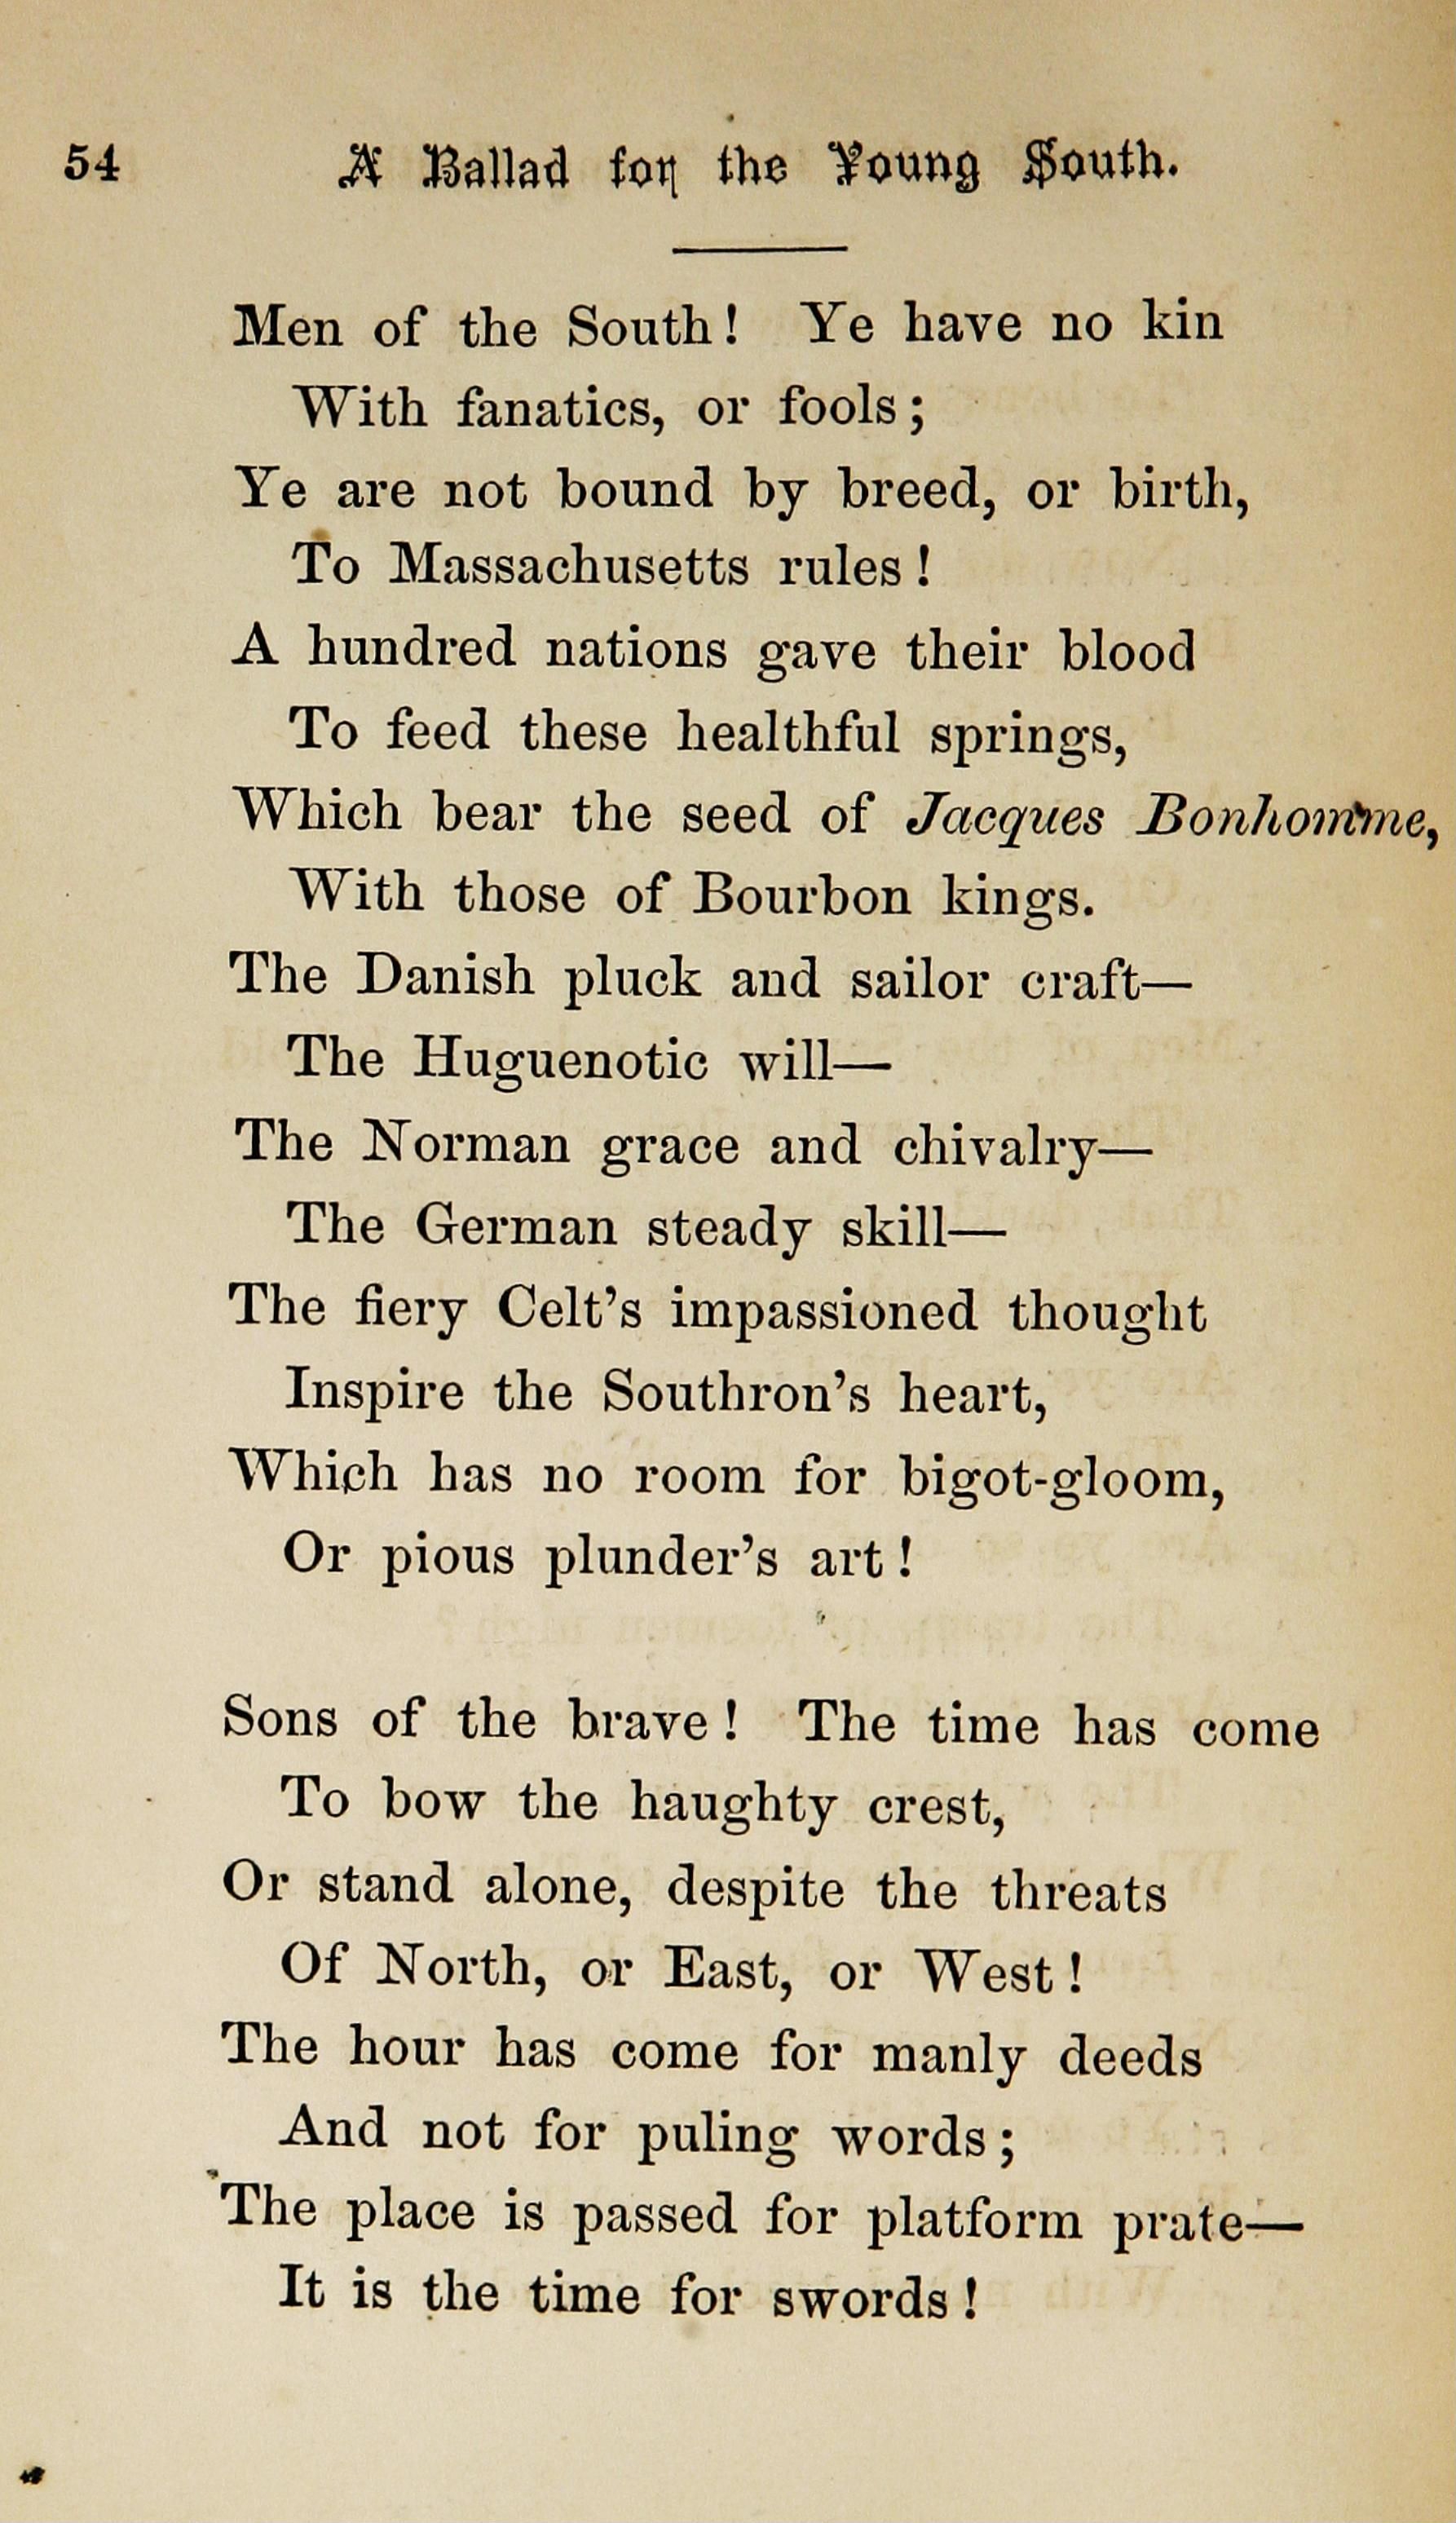 54 A Ballad for the Young South.
Men of the South! Ye have no kin
With fanatics, or fools;
Ye are not bound by breed, or birth,
To Massachusetts rules!
A hundred nations gave their blood
To feed these healthful springs,
Which bear the seed of Jacques Bonhomme,
With those of Bourbon kings.
The Danish pluck and sailor craft—
The Huguenotic will—
The Norman grace and chivalry—
The German steady skill—
The fiery Celt's impassioned thought
Inspire the Southron's heart,
Which has no room for bigot-gloom,
Or pious plunder's art!
Sons of the brave! The time has come
To bow the haughty crest,
Or stand alone, despite the threats
Of North, or East, or West!
The hour has come for manly deeds
And not for puling words;
The place is passed for platform prate—
It is the time for swords!